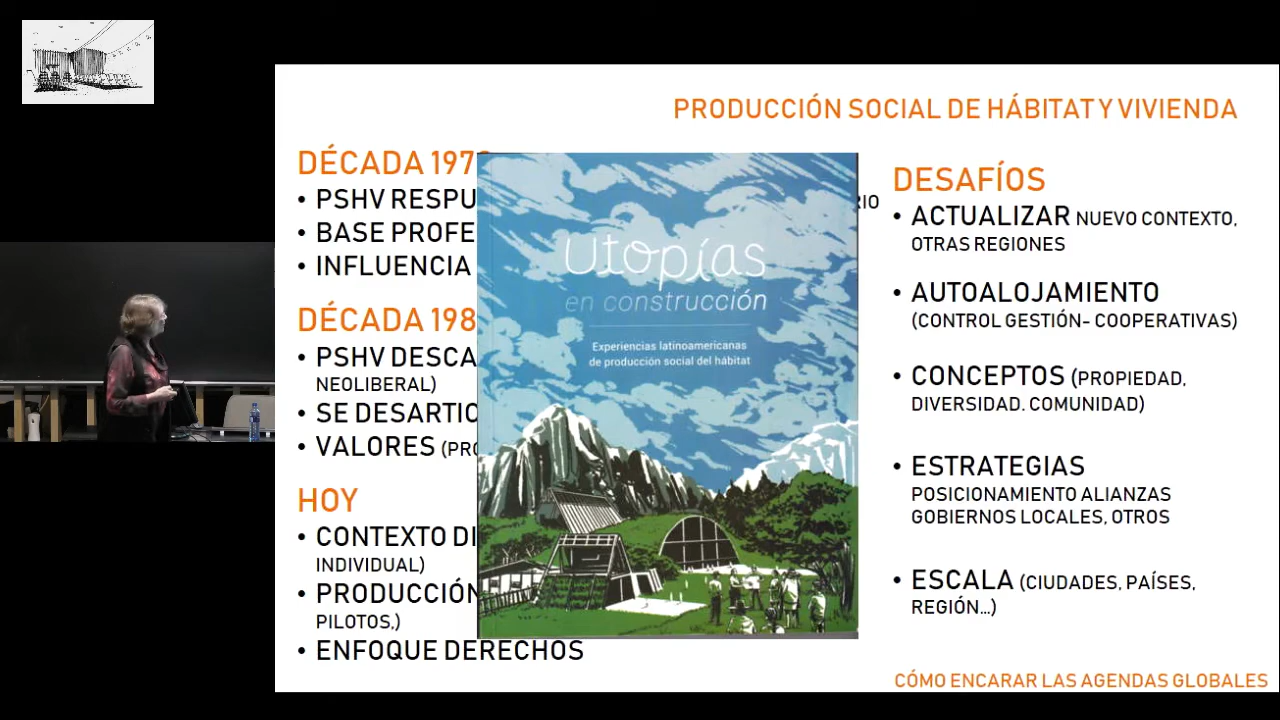 PRODUCCIÓN SOCIAL DE HÁBITAT Y VIVIENDA
DÉCADA 197
• PSHV RESPU
• BASE PROFE
• INFLUENCIA
DÉCADA 198
• PSHV DESCA
NEOLIBERAL)
• SE DESARTIC
• VALORES (PRO
HOY
• CONTEXTO DI
INDIVIDUAL)
• PRODUCCIÓN
PILOTOS,)
• ENFOQUE DERECHOS
RIO
Utopías
en construcción
Experiencias latinoamericanas
de producción social del hábitat
DESAFÍOS
• ACTUALIZAR NUEVO CONTEXTO,
OTRAS REGIONES
• AUTOALOJAMIENTO
(CONTROL GESTIÓN- COOPERATIVAS)
• CONCEPTOS (PROPIEDAD,
DIVERSIDAD. COMUNIDAD)
• ESTRATEGIAS
POSICIONAMIENTO ALIANZAS
GOBIERNOS LOCALES, OTROS
• ESCALA (CIUDADES, PAÍSES,
REGIÓN...)
CÓMO ENCARAR LAS AGENDAS GLOBALES